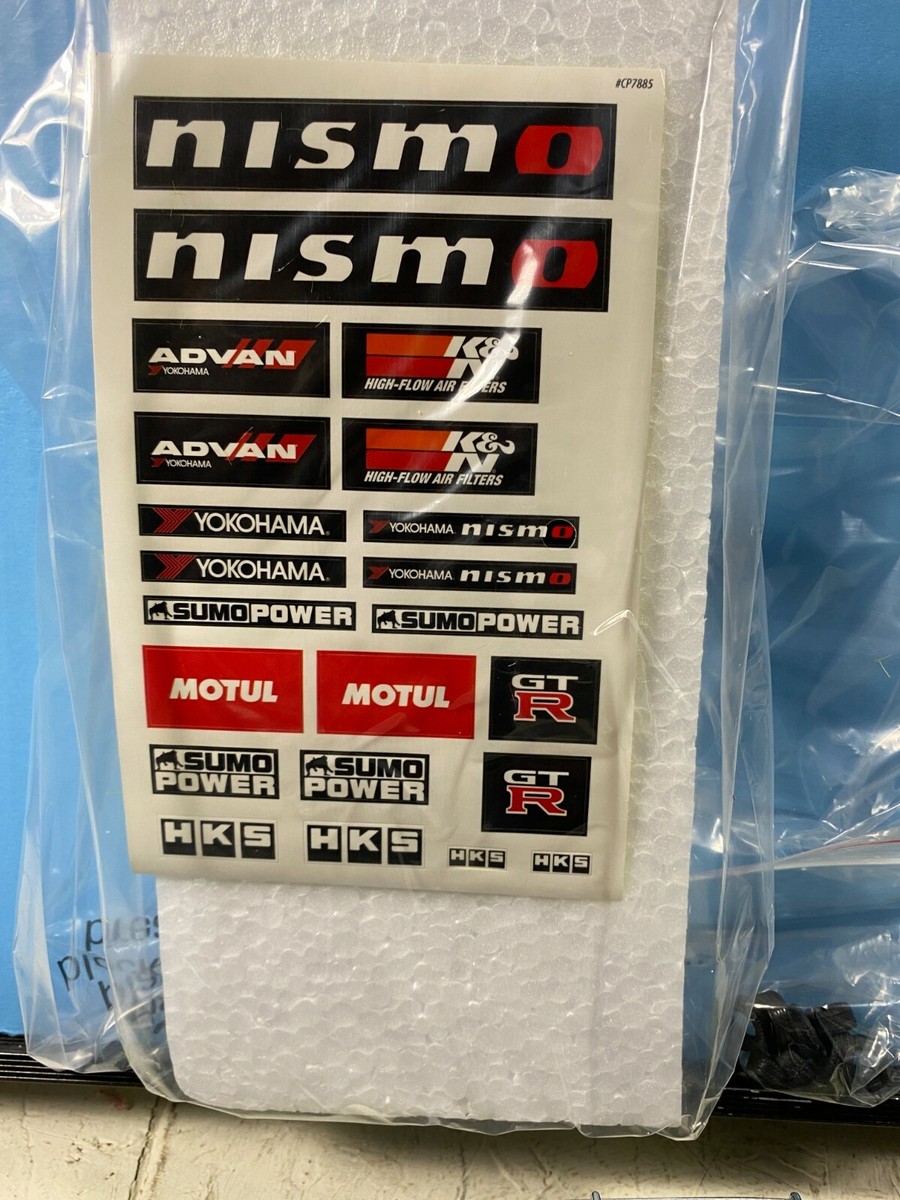 #CP7885
nismo
nismo
ADVAN
YOKOHAMA
K&N
HIGH-FLOW AIR FILTERS
ADVAN
YOKOHAMA
K&N
HIGH-FLOW AIR FILTERS
YOKOHAMA®
YOKOHAMA nismo
YOKOHAMA®
YOKOHAMA nismo
SUMOPOWER
SUMOPOWER
MOTUL
MOTUL
GT
R
SUMO
POWER
SUMO
POWER
GT
R
HKS
HKS
HKS
HKS